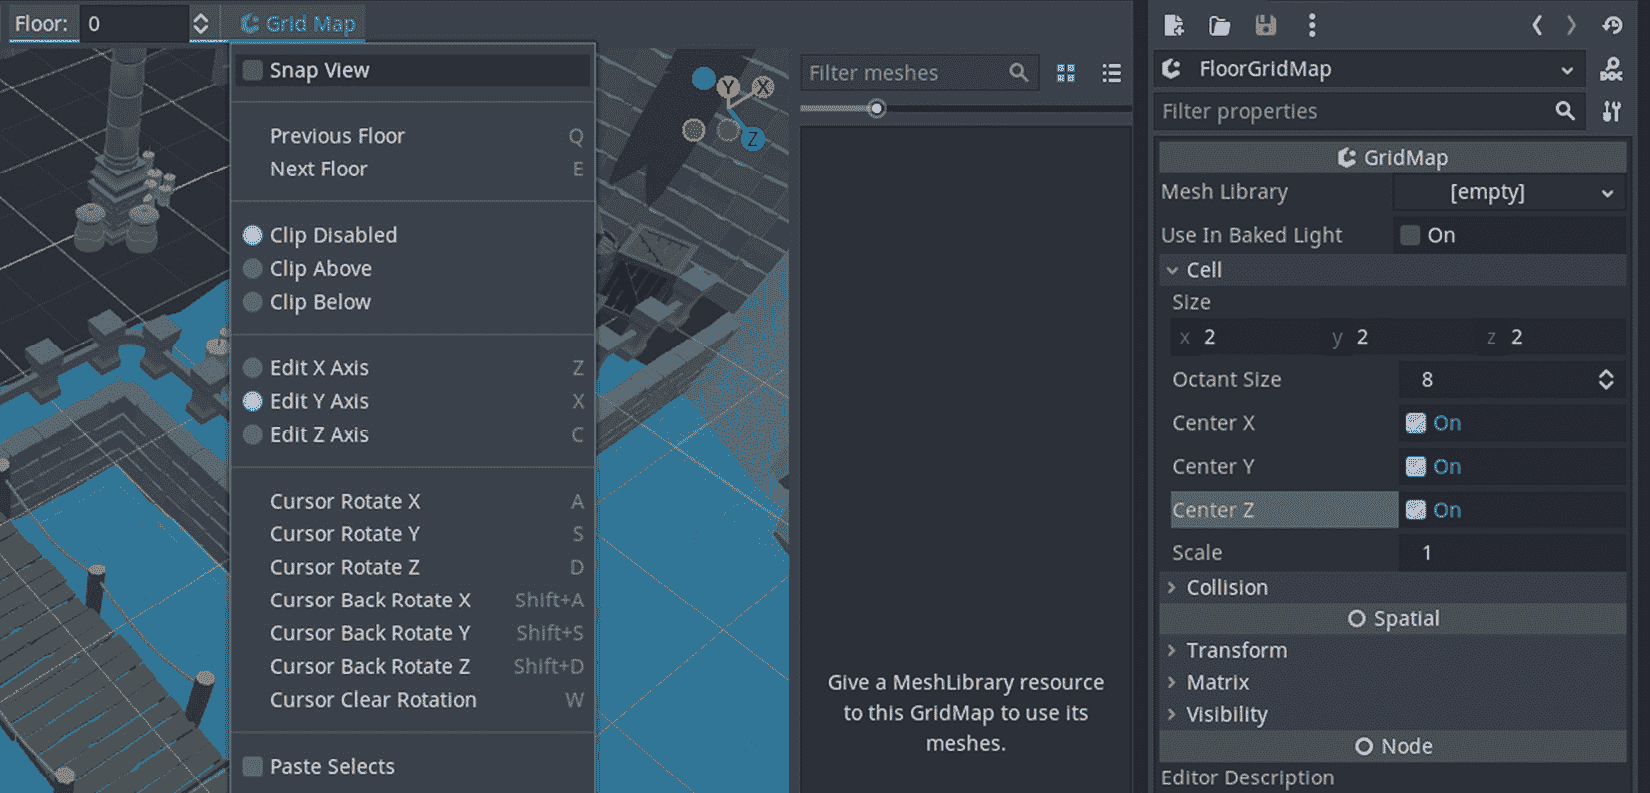 Floor: 0
Grid Map
Snap View
Previous Floor Q
Next Floor E
Clip Disabled
Clip Above
Clip Below
Edit X Axis Z
Edit Y Axis X
Edit Z Axis C
Cursor Rotate X A
Cursor Rotate Y S
Cursor Rotate Z D
Cursor Back Rotate X Shift+A
Cursor Back Rotate Y Shift+S
Cursor Back Rotate Z Shift+D
Cursor Clear Rotation W
Paste Selects
Y X
Z
Filter meshes
Give a MeshLibrary resource
to this GridMap to use its
meshes.
FloorGridMap
Filter properties
GridMap
Mesh Library [empty]
Use In Baked Light On
Cell
Size
x 2 y 2 z 2
Octant Size 8
Center X On
Center Y On
Center Z On
Scale 1
Collision
Spatial
Transform
Matrix
Visibility
Node
Editor Description